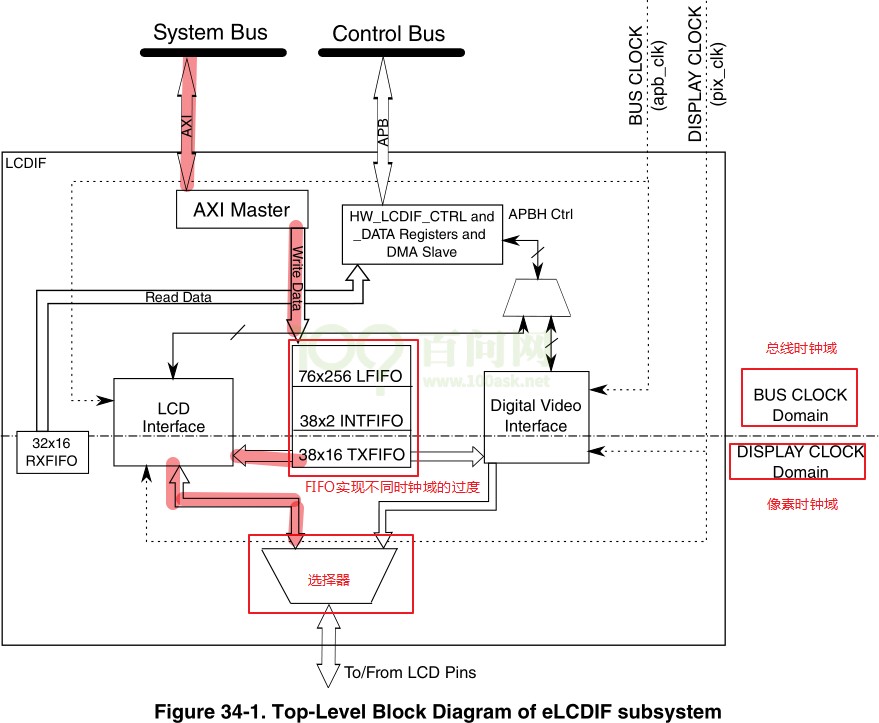 System Bus
Control Bus
BUS CLOCK
(apb_clk)
DISPLAY CLOCK
(pix_clk)
AXI
APB
LCDIF
AXI Master
HW_LCDIF_CTRL and
_DATA Registers and
DMA Slave
APBH Ctrl
Write Data
Read Data
100 百问网
www.100ask.net
76x256 LFIFO
38x2 INTFIFO
38x16 TXFIFO
LCD
Interface
Digital Video
Interface
32x16
RXFIFO
总线时钟域
BUS CLOCK
Domain
DISPLAY CLOCK
Domain
像素时钟域
FIFO实现不同时钟域的过度
选择器
To/From LCD Pins
Figure 34-1. Top-Level Block Diagram of eLCDIF subsystem